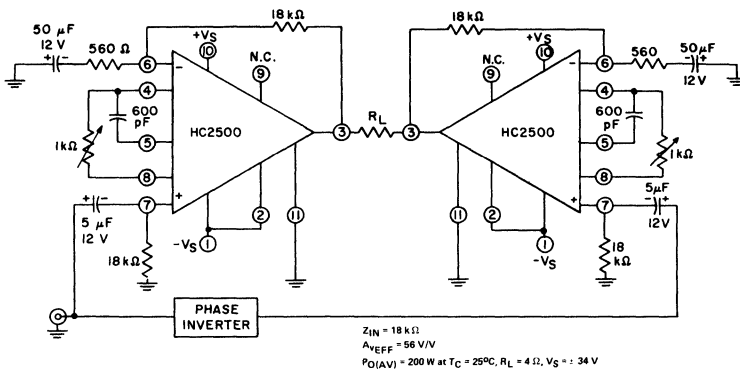 50 μF
12 V
+ -
560 Ω
18 kΩ
+VS
10
N.C.
9
6
4
5
8
7
-
+
600
pF
1kΩ
HC2500
3
RL
+ -
5 μF
12 V
18 kΩ
-VS
1
2
11
18 kΩ
+VS
10
N.C.
9
6
4
5
8
7
-
+
560
50μF
- +
12 V
600
pF
1kΩ
HC2500
3
- +
5μF
12V
18
kΩ
11
2
1
-VS
PHASE
INVERTER
ZIN = 18 kΩ
AVEFF = 56 V/V
PO(AV) = 200 W at TC = 25°C, RL = 4 Ω, VS = ± 34 V